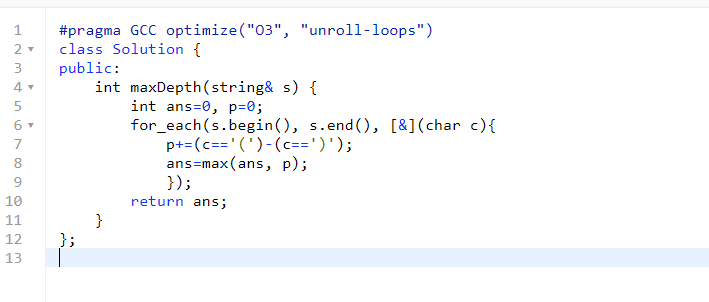 1 #pragma GCC optimize("O3", "unroll-loops")
2 class Solution {
3 public:
4 int maxDepth(string& s) {
5 int ans=0, p=0;
6 for_each(s.begin(), s.end(), [&](char c){
7 p+=(c=='(')-(c==')');
8 ans=max(ans, p);
9 });
10 return ans;
11 }
12 };
13